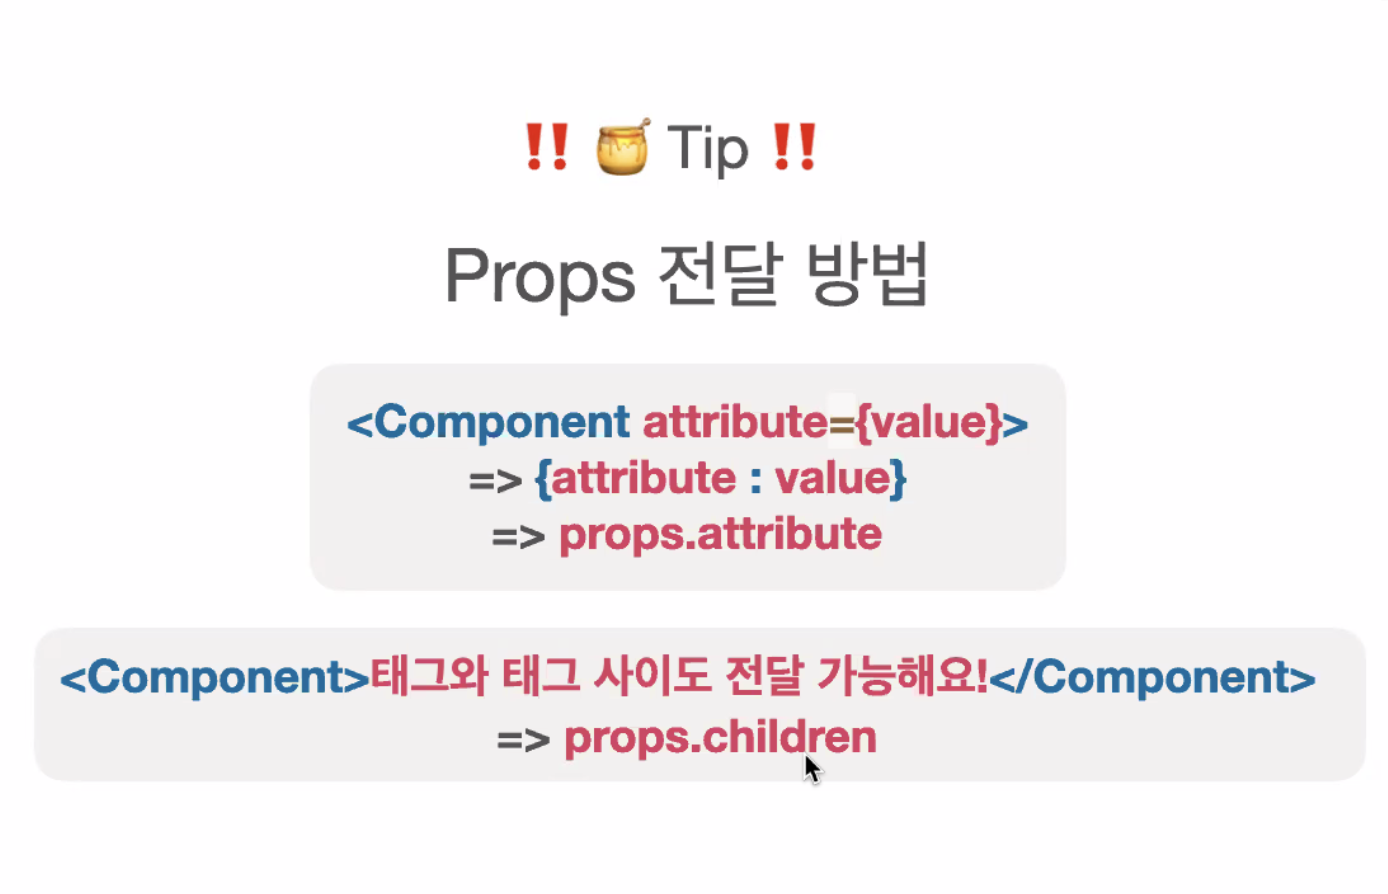 ‼️ 🍯 Tip ‼️
Props 전달 방법
<Component attribute={value}>
=> {attribute : value}
=> props.attribute
<Component>태그와 태그 사이도 전달 가능해요!</Component>
=> props.children